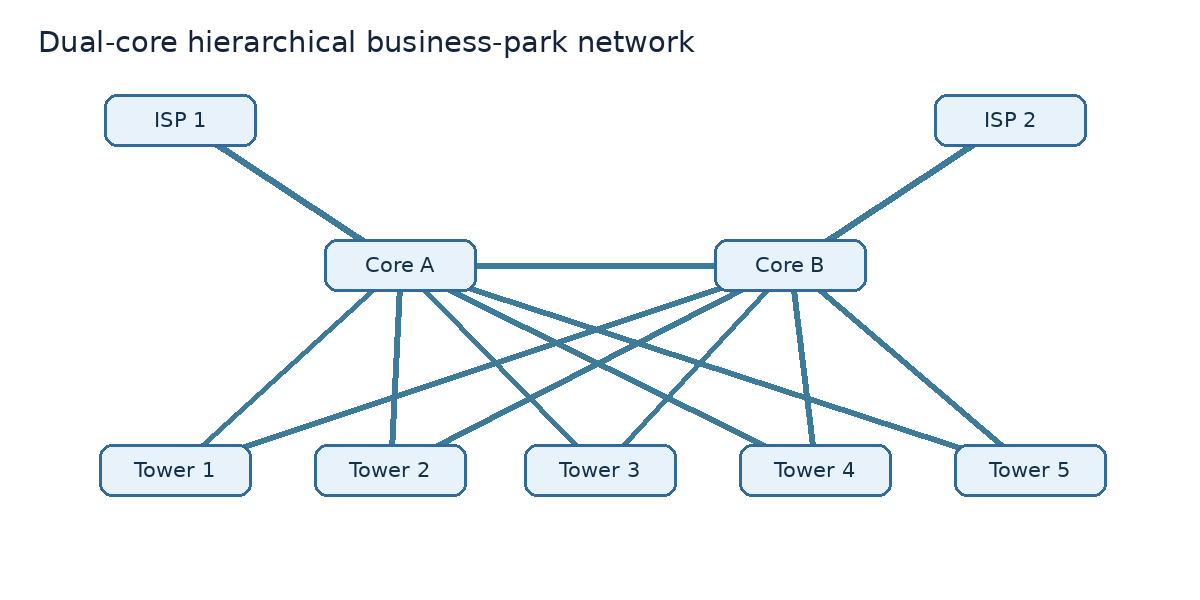 Dual-core hierarchical business-park network
ISP 1
ISP 2
Core A
Core B
Tower 1
Tower 2
Tower 3
Tower 4
Tower 5